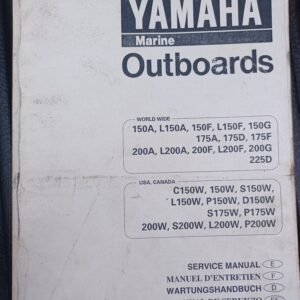 YAMAHA
Marine
Outboards
WORLD WIDE
150A, L150A, 150F, L150F, 150G
175A, 175D, 175F
200A, L200A, 200F, L200F, 200G
225D
USA, CANADA
C150W, 150W, S150W,
L150W, P150W, D150W
S175W, P175W
200W, S200W, L200W, P200W
SERVICE MANUAL E
MANUEL D'ENTRETIEN F
WARTUNGSHANDBUCH D